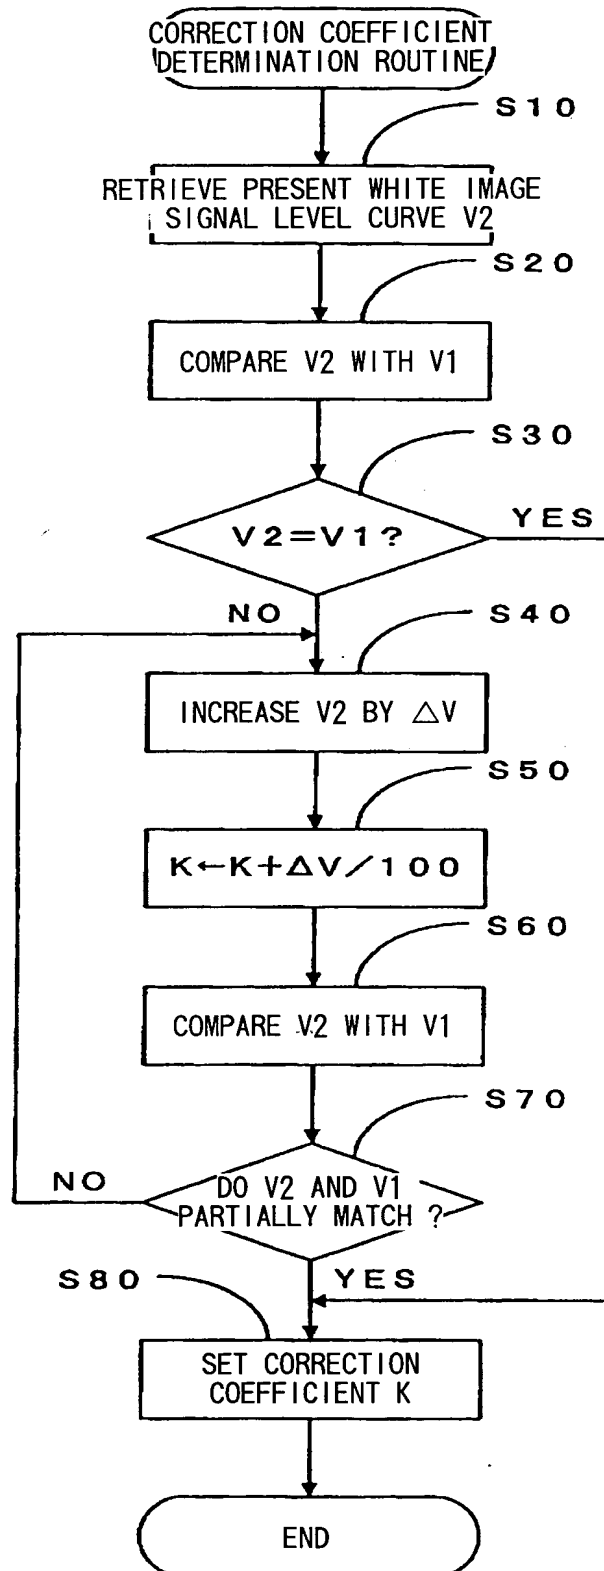 CORRECTION COEFFICIENT
DETERMINATION ROUTINE
S10
RETRIEVE PRESENT WHITE IMAGE
SIGNAL LEVEL CURVE V2
S20
COMPARE V2 WITH V1
S30
V2=V1?
YES
NO
S40
INCREASE V2 BY △V
S50
K←K+ΔV/100
S60
COMPARE V2 WITH V1
S70
NO
DO V2 AND V1
PARTIALLY MATCH ?
S80
YES
SET CORRECTION
COEFFICIENT K
END